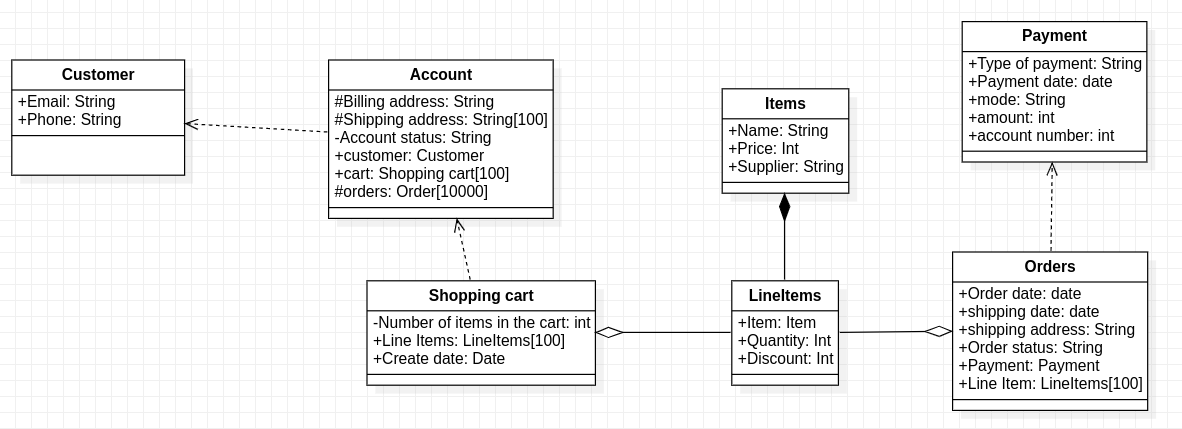 Customer
+Email: String
+Phone: String
Account
#Billing address: String
#Shipping address: String[100]
-Account status: String
+customer: Customer
+cart: Shopping cart[100]
#orders: Order[10000]
Items
+Name: String
+Price: Int
+Supplier: String
Payment
+Type of payment: String
+Payment date: date
+mode: String
+amount: int
+account number: int
Shopping cart
-Number of items in the cart: int
+Line Items: LineItems[100]
+Create date: Date
LineItems
+Item: Item
+Quantity: Int
+Discount: Int
Orders
+Order date: date
+shipping date: date
+shipping address: String
+Order status: String
+Payment: Payment
+Line Item: LineItems[100]